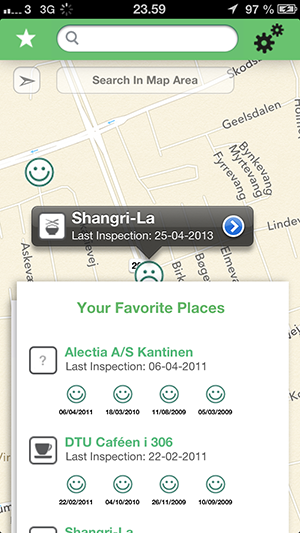 3 3G 23.59 97 %
Search In Map Area
Skods
Geelsdalen
Bynkevang
Myrtevang
Fyrrevang
Shangri-La
Last Inspection: 25-04-2013
Lindeve
Askevæ
vej
Birk
Bøge
Elmeve
Your Favorite Places
?
Alectia A/S Kantinen
Last Inspection: 06-04-2011
06/04/2011 18/03/2010 11/08/2009 05/03/2009
DTU Caféen i 306
Last Inspection: 22-02-2011
22/02/2011 04/10/2010 26/11/2009 10/09/2009
Shangri-La